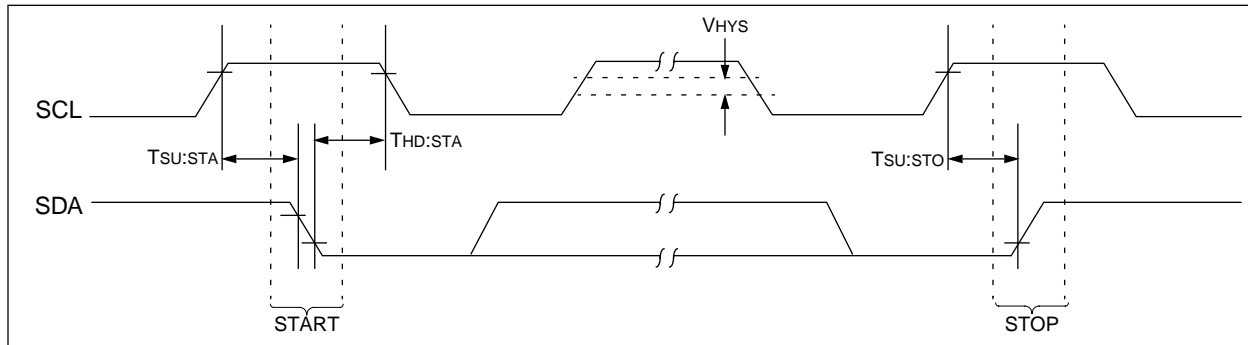 VHYS
SCL
THD:STA
TSU:STA
TSU:STO
SDA
START
STOP